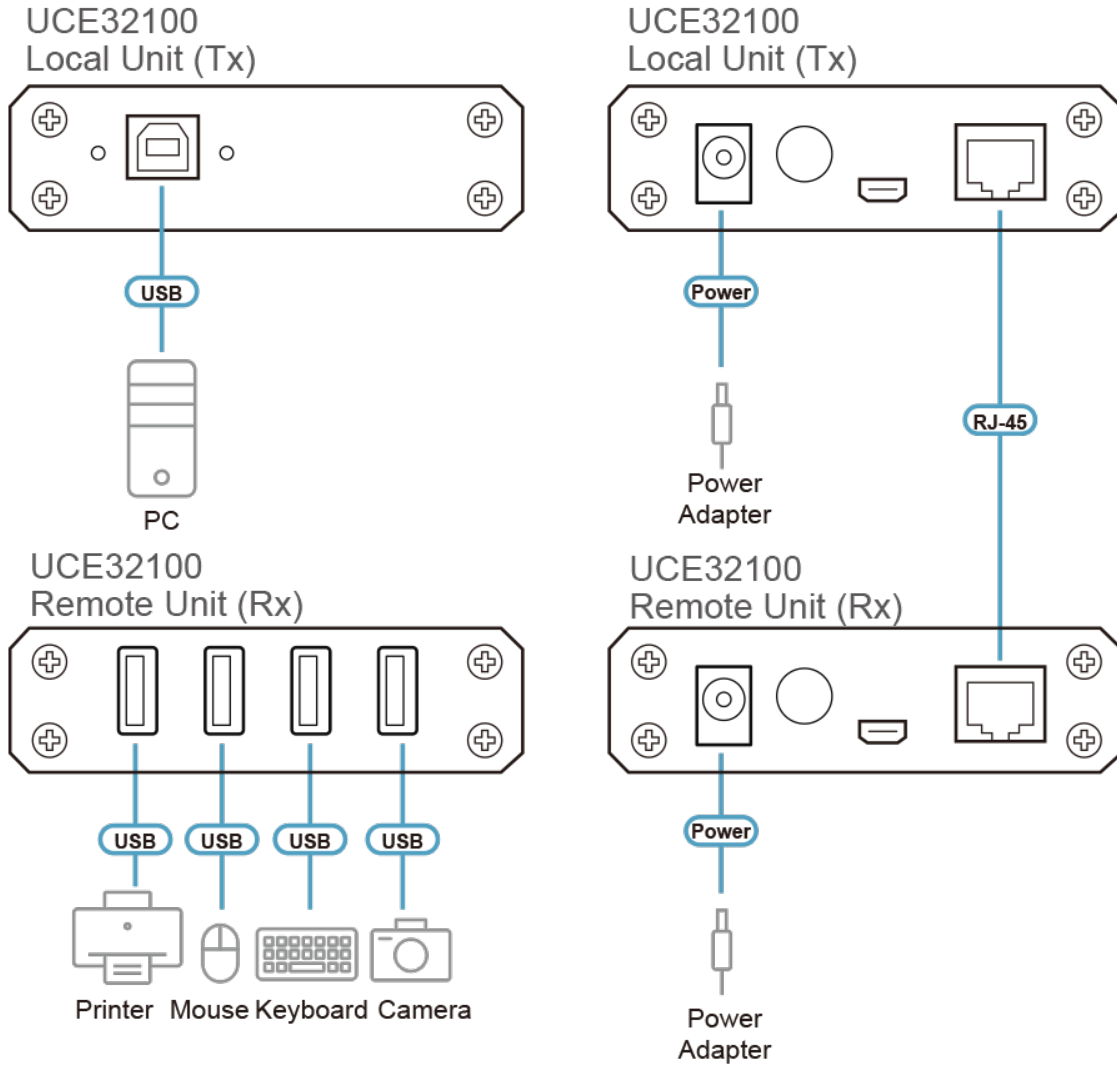 UCE32100
Local Unit (Tx)
USB
PC
UCE32100
Local Unit (Tx)
Power
Power
Adapter
RJ-45
UCE32100
Remote Unit (Rx)
USB
USB
USB
USB
Printer
Mouse
Keyboard
Camera
UCE32100
Remote Unit (Rx)
Power
Power
Adapter